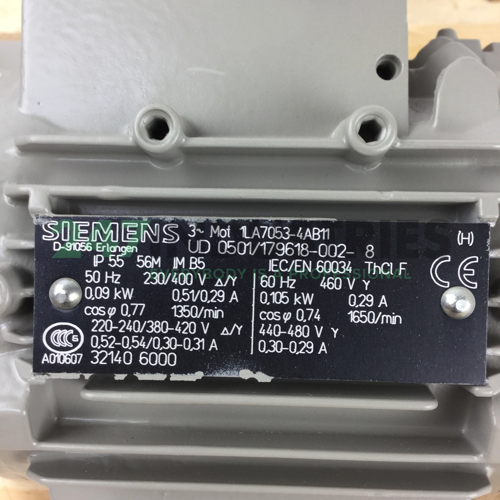 SIEMENS 3~ Mot 1LA7053-4AB11
D-91056 Erlangen UD 0501/179618-002- 8 (H)
IP 55 56M IM B5 IEC/EN 60034 ThCl F
50 Hz 230/400 V Δ/Y 60 Hz 460 V Y CE
0,09 kW 0,51/0,29 A 0,105 kW 0,29 A
cosφ 0,77 1350/min cosφ 0,74 1650/min
220-240/380-420 V Δ/Y 440-480 V Y
0,52-0,54/0,30-0,31 A 0,30-0,29 A
A010607 32140 6000